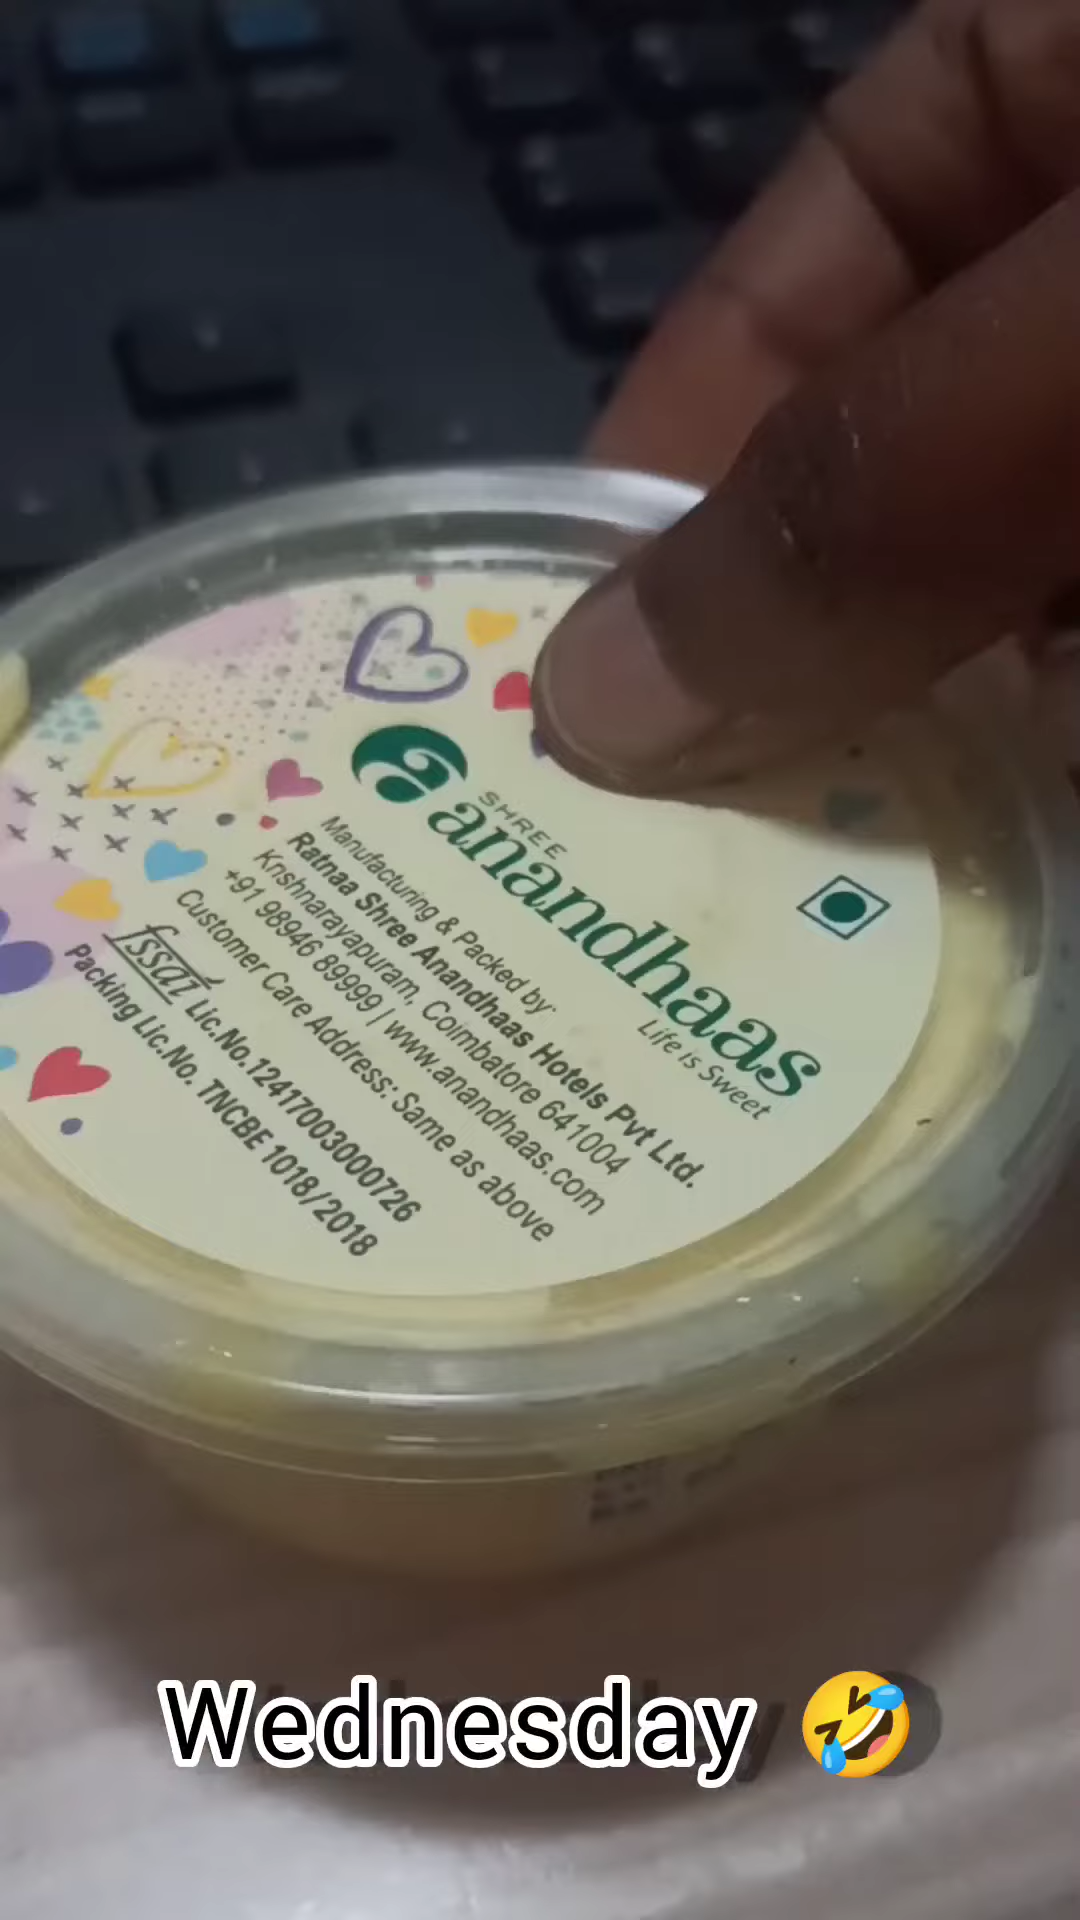 SHREE
anandhaas
Life is Sweet
Manufacturing & Packed by:
Ratnaa Shree Anandhaas Hotels Pvt Ltd.
Krishnarayapuram, Coimbatore 641004
+91 98946 89999 | www.anandhaas.com
Customer Care Address: Same as above
fssai Lic.No.12417003000726
Packing Lic.No. TNCBE 1018/2018
Wednesday 🤣